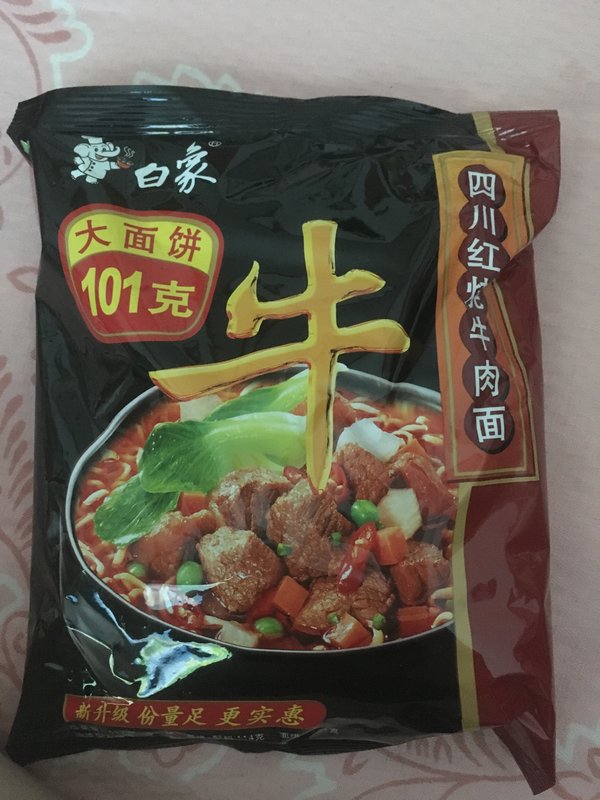 白象®
大面饼
101克
牛
四川红烧牛肉面
新升级 份量足 更实惠